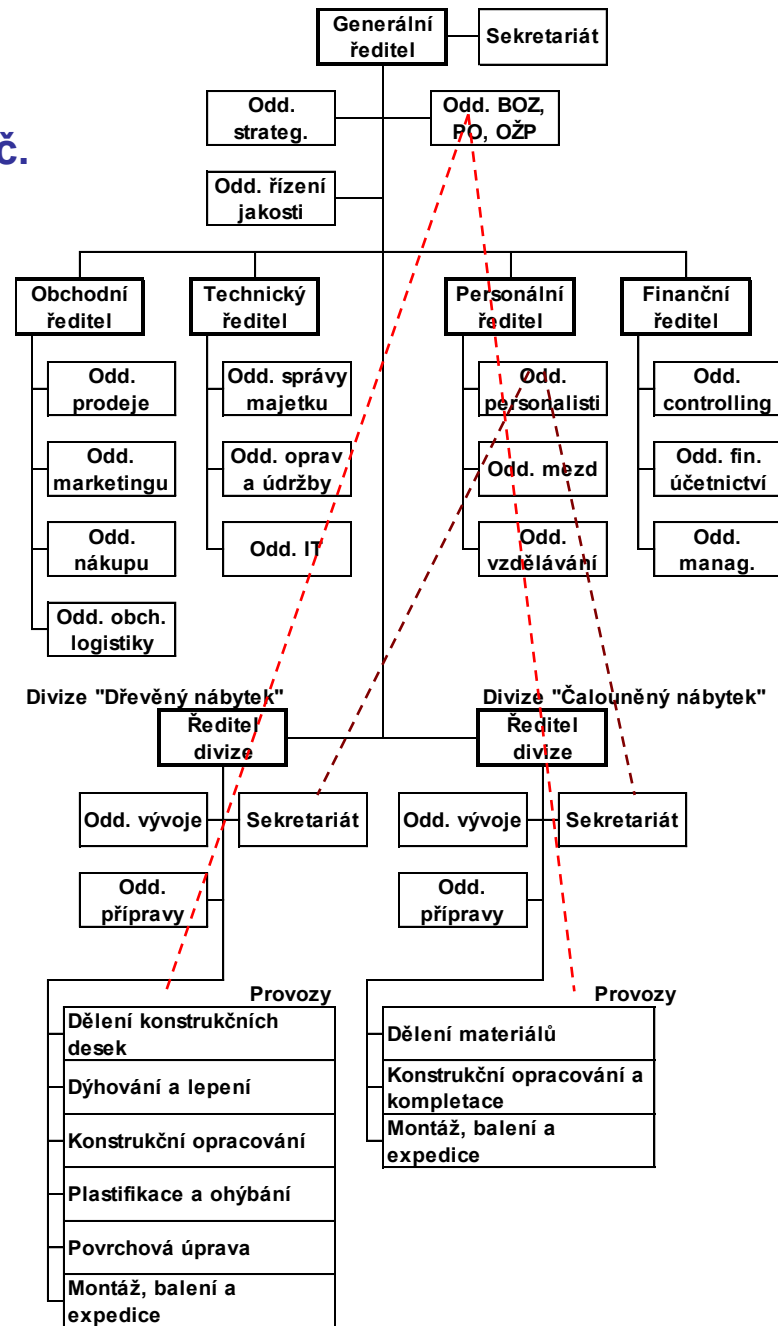 Generální
ředitel
Sekretariát
Odd.
strateg.
Odd. BOZ,
PO, OŽP
č.
Odd. řízení
jakosti
Obchodní
ředitel
Technický
ředitel
Personální
ředitel
Finanční
ředitel
Odd.
prodeje
Odd. správy
majetku
Odd.
personalisti
Odd.
controlling
Odd.
marketingu
Odd. oprav
a údržby
Odd. mezd
Odd. fin.
účetnictví
Odd.
nákupu
Odd. IT
Odd.
vzdělávání
Odd.
manag.
Odd. obch.
logistiky
Divize "Dřevěný nábytek"
Divize "Čalouněný nábytek"
Ředitel
divize
Ředitel
divize
Odd. vývoje
Sekretariát
Odd. vývoje
Sekretariát
Odd.
přípravy
Odd.
přípravy
Provozy
Dělení konstrukčních
desek
Dýhování a lepení
Konstrukční opracování
Plastifikace a ohýbání
Povrchová úprava
Montáž, balení a
expedice
Provozy
Dělení materiálů
Konstrukční opracování a
kompletace
Montáž, balení a
expedice